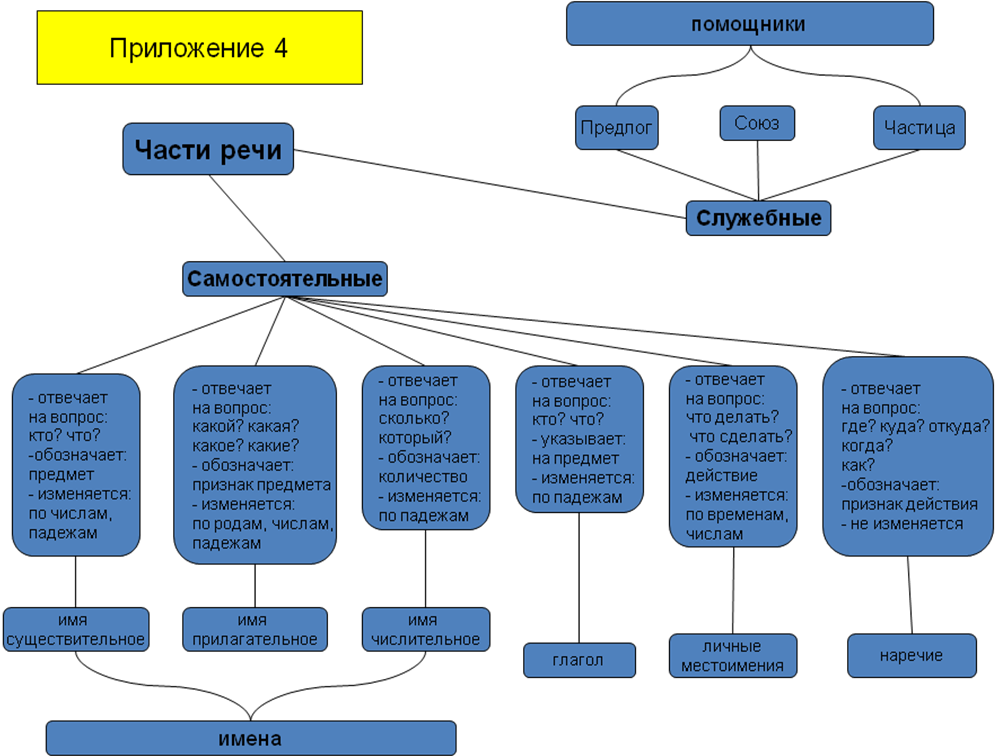 Приложение 4
помощники
Предлог
Союз
Частица
Части речи
Служебные
Самостоятельные
- отвечает
на вопрос:
кто? что?
-обозначает:
предмет
- изменяется:
по числам,
падежам
- отвечает
на вопрос:
какой? какая?
какое? какие?
- обозначает:
признак предмета
- изменяется:
по родам, числам,
падежам
- отвечает
на вопрос:
сколько?
который?
- обозначает:
количество
- изменяется:
по падежам
- отвечает
на вопрос:
кто? что?
- указывает:
на предмет
- изменяется:
по падежам
- отвечает
на вопрос:
что делать?
что сделать?
- обозначает:
действие
- изменяется:
по временам,
числам
- отвечает
на вопрос:
где? куда? откуда?
когда?
как?
-обозначает:
признак действия
- не изменяется
имя
существительное
имя
прилагательное
имя
числительное
глагол
личные
местоимения
наречие
имена